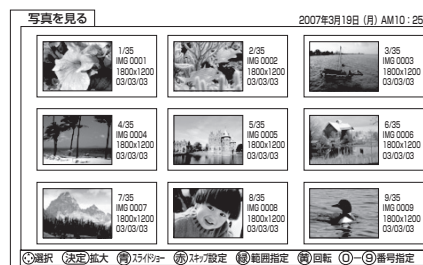 写真を見る
2007年3月19日 (月) AM10：25
1/35
IMG 0001
1800x1200
03/03/03
2/35
IMG 0002
1800x1200
03/03/03
3/35
IMG 0003
1800x1200
03/03/03
4/35
IMG 0004
1800x1200
03/03/03
5/35
IMG 0005
1800x1200
03/03/03
6/35
IMG 0006
1800x1200
03/03/03
7/35
IMG 0007
1800x1200
03/03/03
8/35
IMG 0008
1800x1200
03/03/03
9/35
IMG 0009
1800x1200
03/03/03
選択 決定 拡大 青 スライドショー 赤 スキップ設定 緑 範囲指定 黄 回転 0－9 番号指定